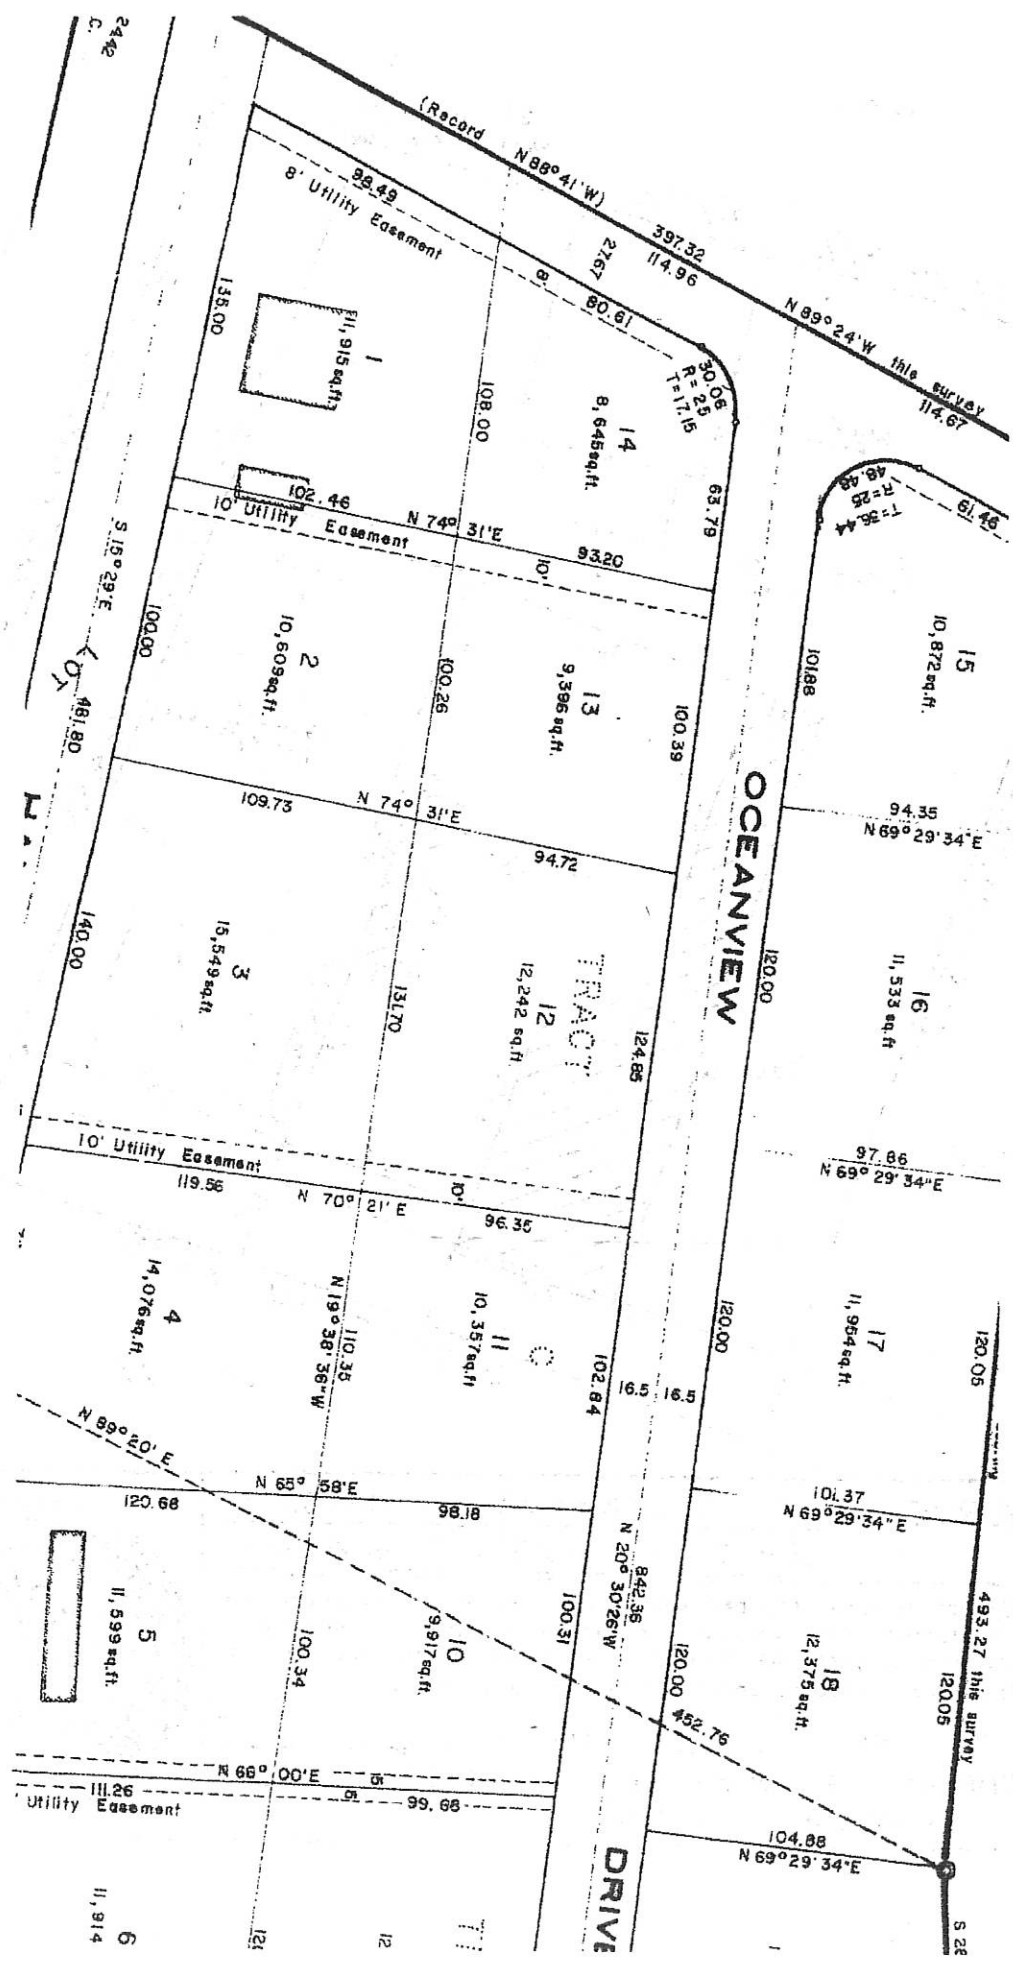 2442
C.
(Record N 88° 41' W)
397.32
114.96
N 89° 24' W this survey
114.67
27.67
98.49
8' Utility Easement
8'
80.61
30.06
R = 25
T = 17.15
48.48
R = 25
T = 36.44
61.46
135.00
1
11,915 sq.ft.
108.00
14
8,645 sq.ft.
63.79
102.46
N 74° 31' E
93.20
10' Utility Easement
10'
15
10,872 sq.ft.
101.88
S 15° 29' E
LOT
481.80
100.00
2
10,609 sq.ft.
100.26
13
9,396 sq.ft.
100.39
94.35
N 69° 29' 34" E
109.73
N 74° 31' E
94.72
OCEANVIEW
140.00
3
15,549 sq.ft.
131.70
12
12,242 sq.ft
TRACT
124.85
120.00
16
11,533 sq.ft
97.86
N 69° 29' 34" E
10' Utility Easement
10'
119.56
N 70° 21' E
96.35
4
14,076 sq.ft.
110.35
N 19° 38' 36" W
11
10,357 sq.ft
C
102.84
16.5
16.5
120.00
17
11,954 sq.ft.
120.05
N 89° 20' E
120.68
N 65° 58' E
98.18
101.37
N 69° 29' 34" E
5
11,599 sq.ft.
100.34
10
9,917 sq.ft.
100.31
842.36
N 20° 30' 26" W
120.00
18
12,375 sq.ft.
493.27 this survey
120.05
452.76
N 66° 00' E
5
5
111.26
99.68
' Utility Easement
104.88
N 69° 29' 34" E
DRIVE
6
11,914
12
S 26